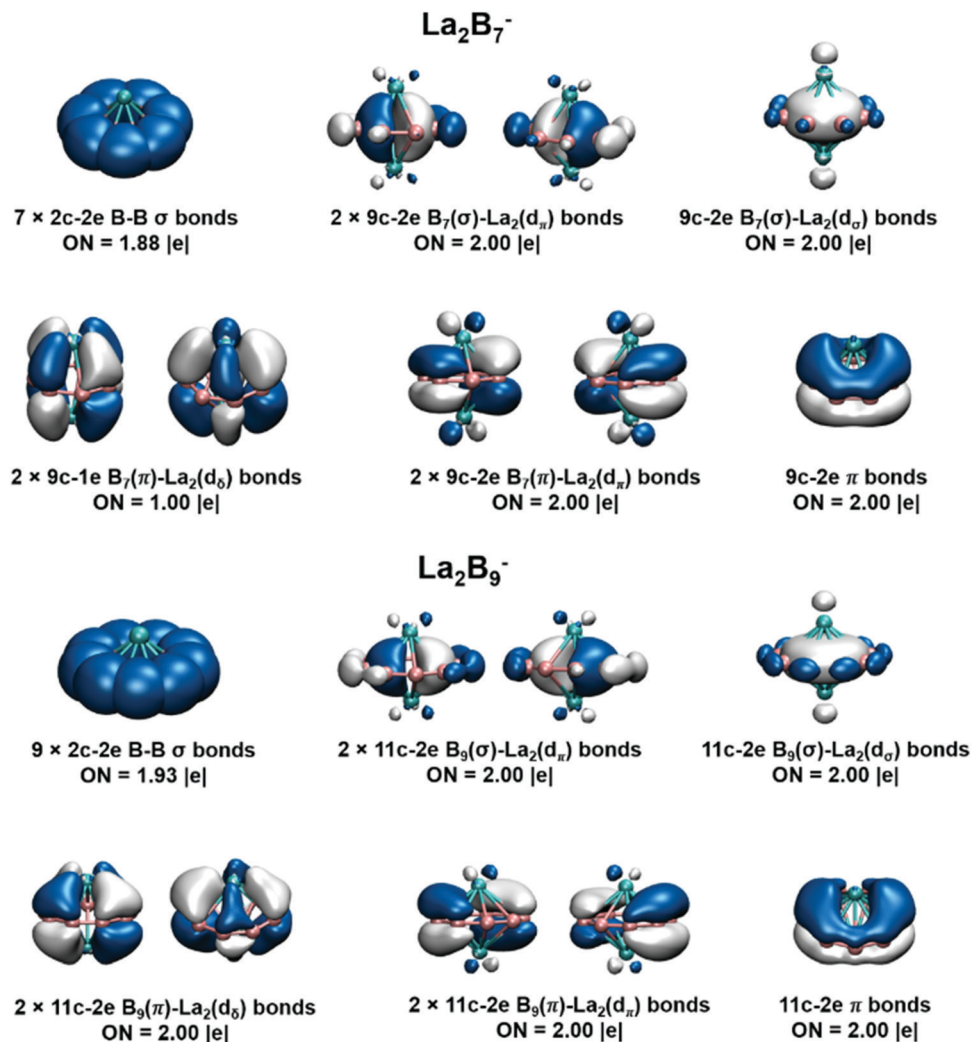 La₂B₇⁻
7 × 2c-2e B-B σ bonds
ON = 1.88 |e|
2 × 9c-2e B₇(σ)-La₂(dπ) bonds
ON = 2.00 |e|
9c-2e B₇(σ)-La₂(dσ) bonds
ON = 2.00 |e|
2 × 9c-1e B₇(π)-La₂(dδ) bonds
ON = 1.00 |e|
2 × 9c-2e B₇(π)-La₂(dπ) bonds
ON = 2.00 |e|
9c-2e π bonds
ON = 2.00 |e|
La₂B₉⁻
9 × 2c-2e B-B σ bonds
ON = 1.93 |e|
2 × 11c-2e B₉(σ)-La₂(dπ) bonds
ON = 2.00 |e|
11c-2e B₉(σ)-La₂(dσ) bonds
ON = 2.00 |e|
2 × 11c-2e B₉(π)-La₂(dδ) bonds
ON = 2.00 |e|
2 × 11c-2e B₉(π)-La₂(dπ) bonds
ON = 2.00 |e|
11c-2e π bonds
ON = 2.00 |e|